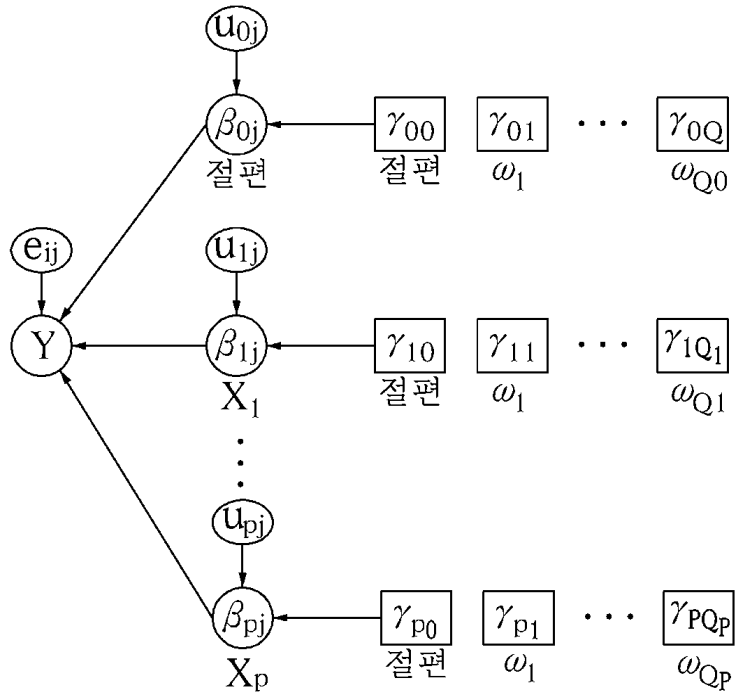 u0j
β0j γ00 γ01 ··· γ0Q
절편 절편 ω1 ωQ0
eij u1j
Y β1j γ10 γ11 ··· γ1Q1
X1 절편 ω1 ωQ1
upj
βpj γp0 γp1 ··· γPQP
Xp 절편 ω1 ωQP